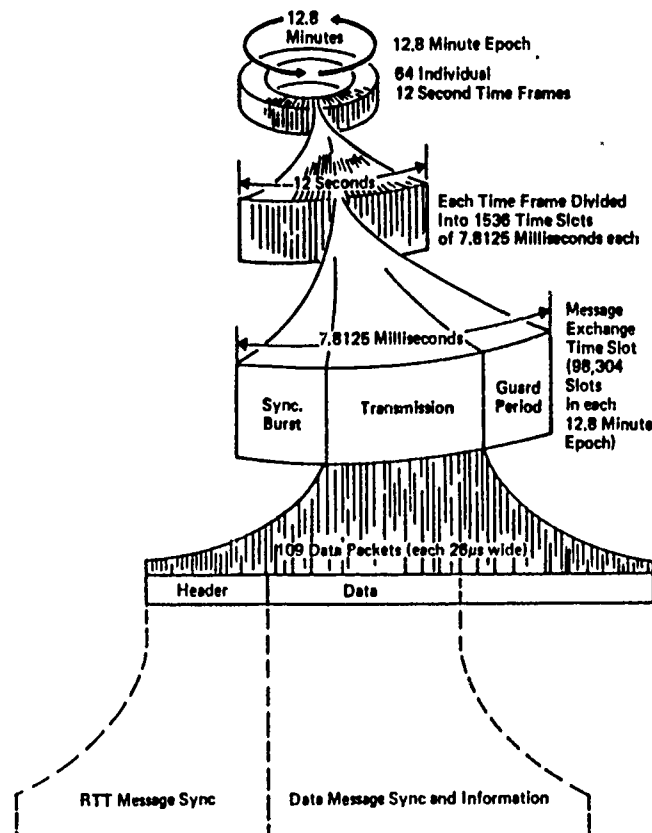 12.8
Minutes
12.8 Minute Epoch
64 Individual
12 Second Time Frames
12 Seconds
Each Time Frame Divided
Into 1536 Time Slots
of 7.8125 Milliseconds each
7.8125 Milliseconds
Message
Exchange
Time Slot
(98,304
Slots
in each
12.8 Minute
Epoch)
Sync.
Burst
Transmission
Guard
Period
109 Data Packets (each 26μs wide)
Header
Data
RTT Message Sync
Data Message Sync and Information